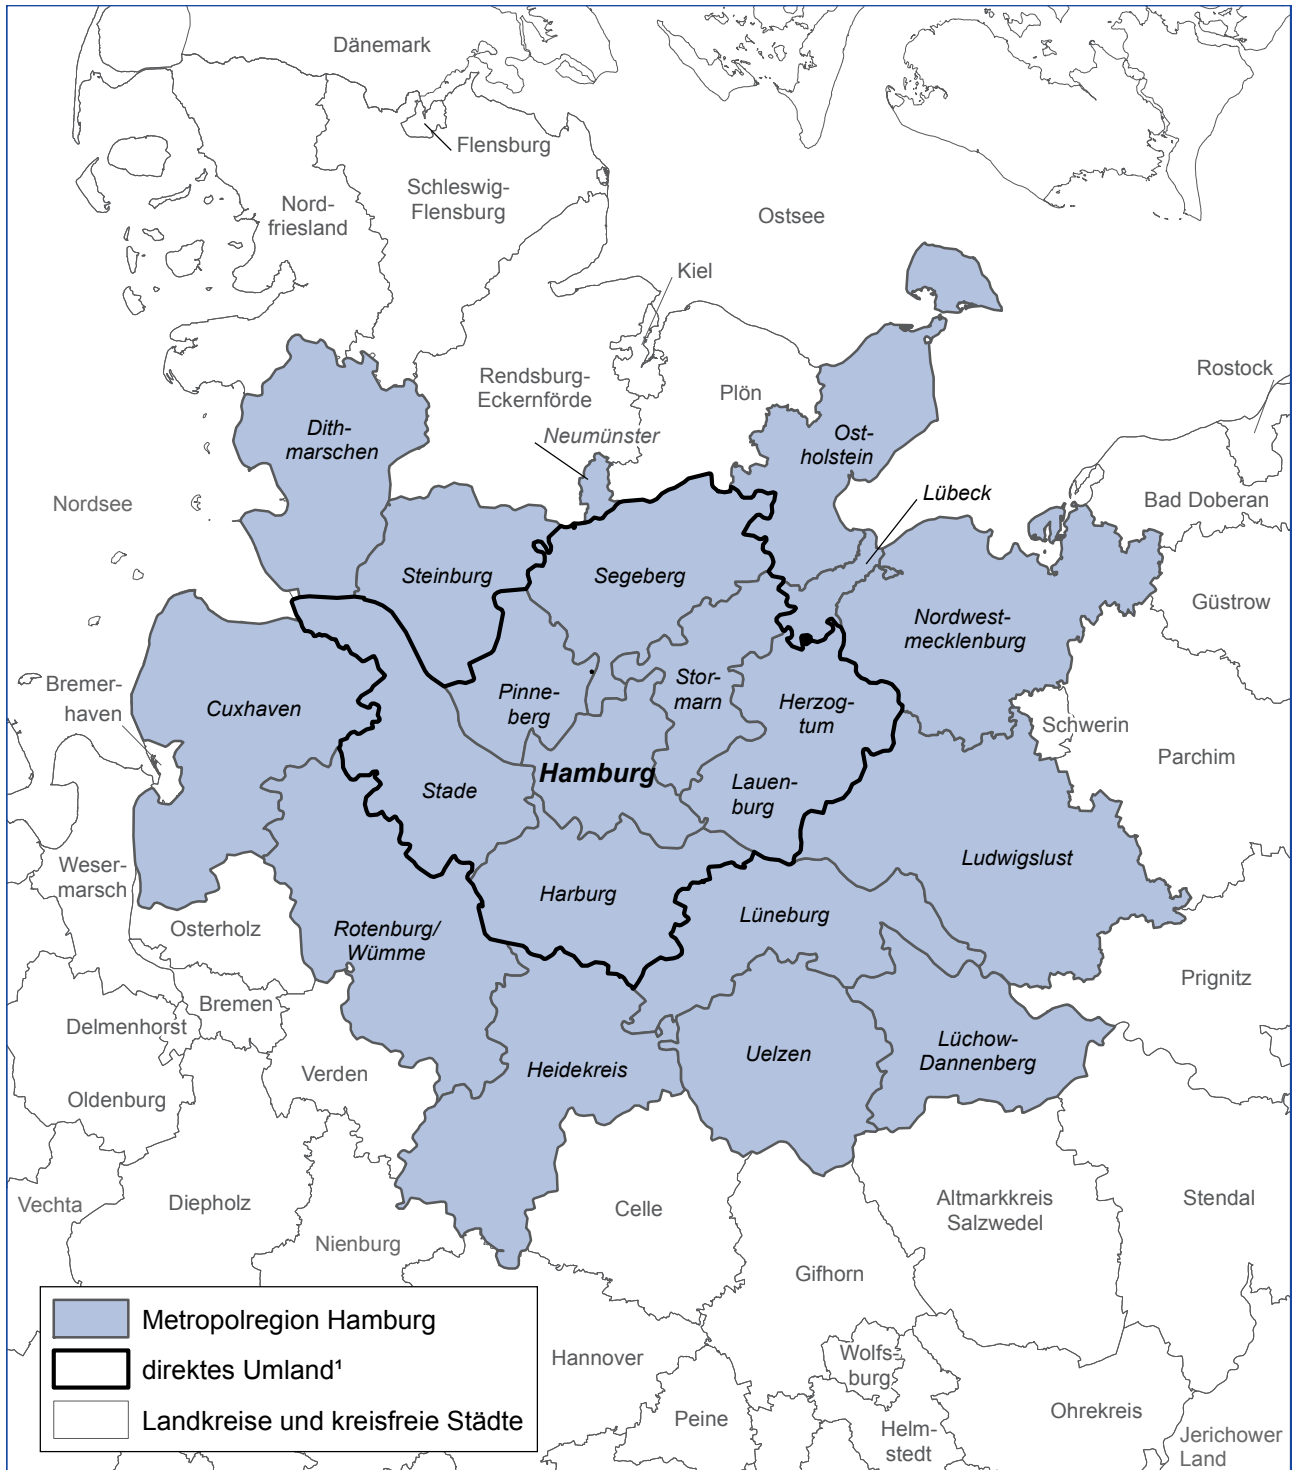 Dänemark
Flensburg
Schleswig-
Flensburg
Nord-
friesland
Ostsee
Kiel
Rostock
Rendsburg-
Eckernförde
Plön
Dith-
marschen
Neumünster
Ost-
holstein
Lübeck
Bad Doberan
Nordsee
Steinburg
Segeberg
Güstrow
Nordwest-
mecklenburg
Bremer-
haven
Cuxhaven
Pinne-
berg
Stor-
marn
Herzog-
tum
Schwerin
Parchim
Hamburg
Stade
Lauen-
burg
Weser-
marsch
Ludwigslust
Harburg
Lüneburg
Osterholz
Rotenburg/
Wümme
Prignitz
Bremen
Delmenhorst
Lüchow-
Dannenberg
Uelzen
Heidekreis
Verden
Oldenburg
Vechta
Diepholz
Celle
Altmarkkreis
Salzwedel
Stendal
Nienburg
Gifhorn
Metropolregion Hamburg
direktes Umland¹
Landkreise und kreisfreie Städte
Hannover
Wolfs-
burg
Peine
Helm-
stedt
Ohrekreis
Jerichower
Land